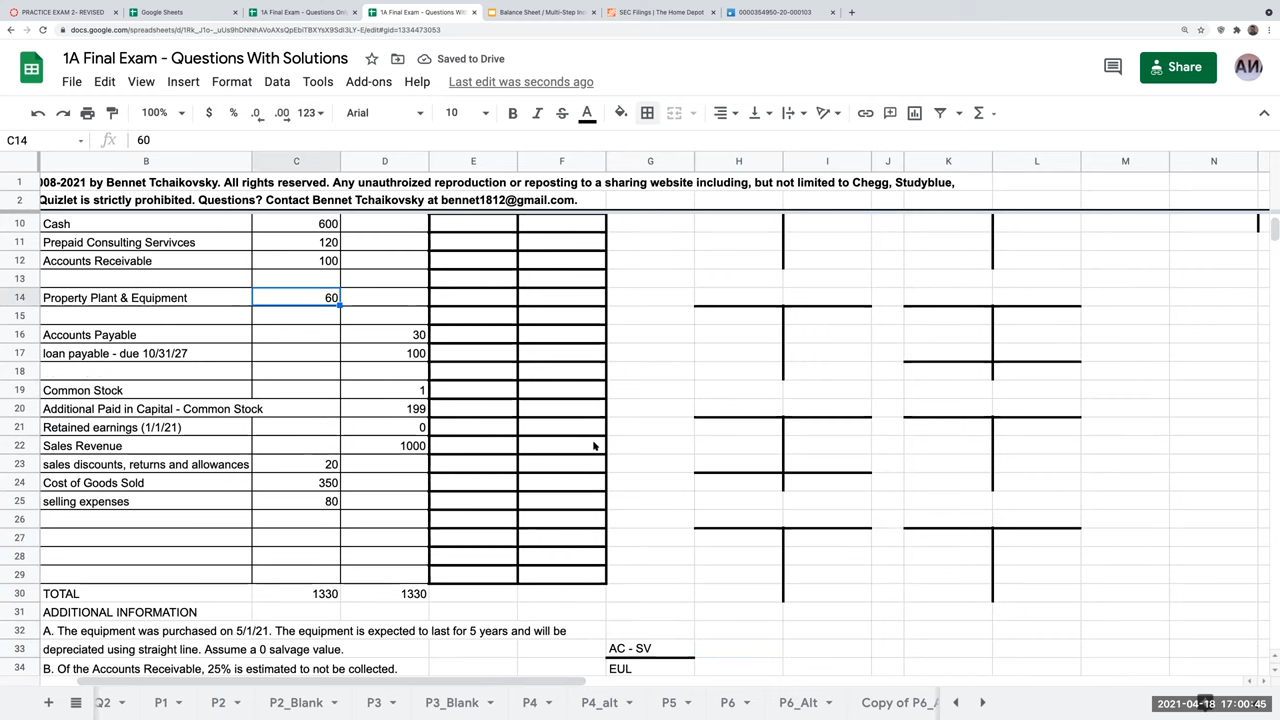 PRACTICE EXAM 2- REVISED
Google Sheets
1A Final Exam - Questions Onl
1A Final Exam - Questions Wit
Balance Sheet / Multi-Step Inc
SEC Filings | The Home Depot
0000354950-20-000103
docs.google.com/spreadsheets/d/1Rk_J1o-_uUs9hDNNhAVoAXsQpEbiTBXYsX9SdI3LY-E/edit#gid=1334473053
1A Final Exam - Questions With Solutions
Saved to Drive
File Edit View Insert Format Data Tools Add-ons Help Last edit was seconds ago
Share
100% $ % .0 .00 123 Arial 10 B I S A
C14 fx 60
B C D E F G H I J K L M N
1 008-2021 by Bennet Tchaikovsky. All rights reserved. Any unauthroized reproduction or reposting to a sharing website including, but not limited to Chegg, Studyblue,
2 Quizlet is strictly prohibited. Questions? Contact Bennet Tchaikovsky at bennet1812@gmail.com.
10 Cash 600
11 Prepaid Consulting Servivces 120
12 Accounts Receivable 100
13
14 Property Plant & Equipment 60
15
16 Accounts Payable 30
17 loan payable - due 10/31/27 100
18
19 Common Stock 1
20 Additional Paid in Capital - Common Stock 199
21 Retained earnings (1/1/21) 0
22 Sales Revenue 1000
23 sales discounts, returns and allowances 20
24 Cost of Goods Sold 350
25 selling expenses 80
26
27
28
29
30 TOTAL 1330 1330
31 ADDITIONAL INFORMATION
32 A. The equipment was purchased on 5/1/21. The equipment is expected to last for 5 years and will be
33 depreciated using straight line. Assume a 0 salvage value. AC - SV
34 B. Of the Accounts Receivable, 25% is estimated to not be collected. EUL
Q2 P1 P2 P2_Blank P3 P3_Blank P4 P4_alt P5 P6 P6_Alt Copy of P6_A
2021-04-18 17:00:45